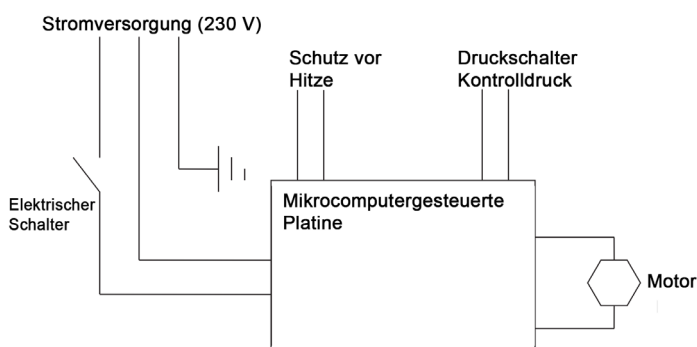 Stromversorgung (230 V)
Schutz vor
Hitze
Druckschalter
Kontrolldruck
Elektrischer
Schalter
Mikrocomputergesteuerte
Platine
Motor